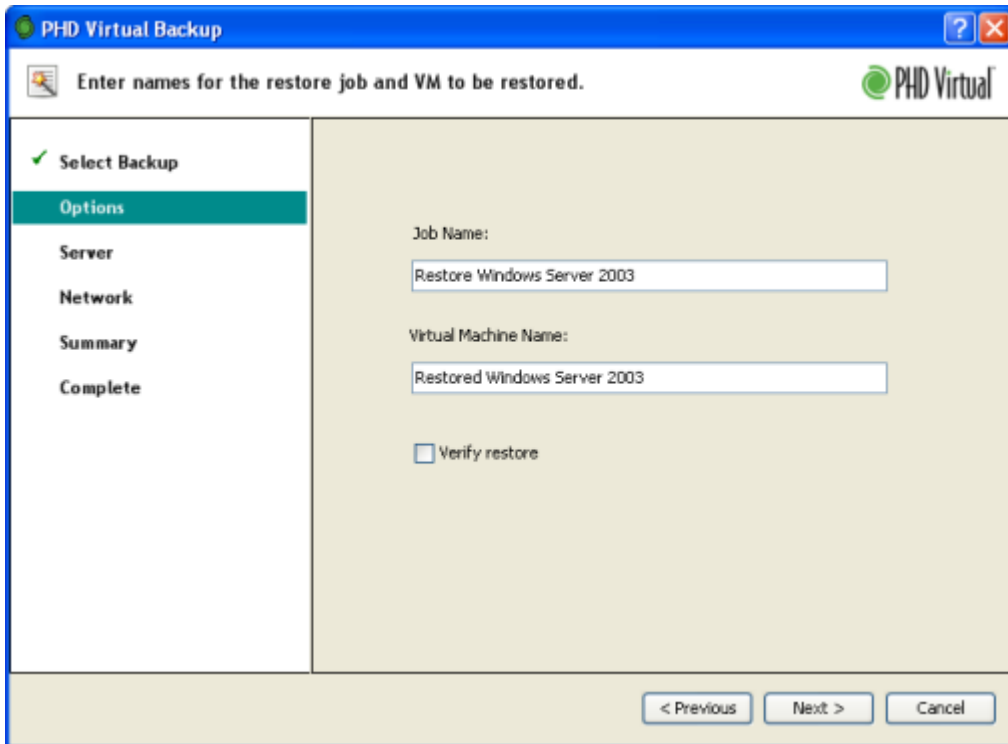 PHD Virtual Backup
Enter names for the restore job and VM to be restored.
PHD Virtual
Select Backup
Options
Server
Network
Summary
Complete
Job Name:
Restore Windows Server 2003
Virtual Machine Name:
Restored Windows Server 2003
Verify restore
< Previous
Next >
Cancel